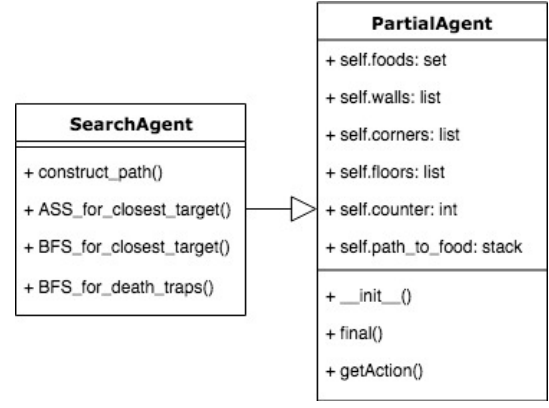 SearchAgent
+ construct_path()
+ ASS_for_closest_target()
+ BFS_for_closest_target()
+ BFS_for_death_traps()
PartialAgent
+ self.foods: set
+ self.walls: list
+ self.corners: list
+ self.floors: list
+ self.counter: int
+ self.path_to_food: stack
+ __init__()
+ final()
+ getAction()